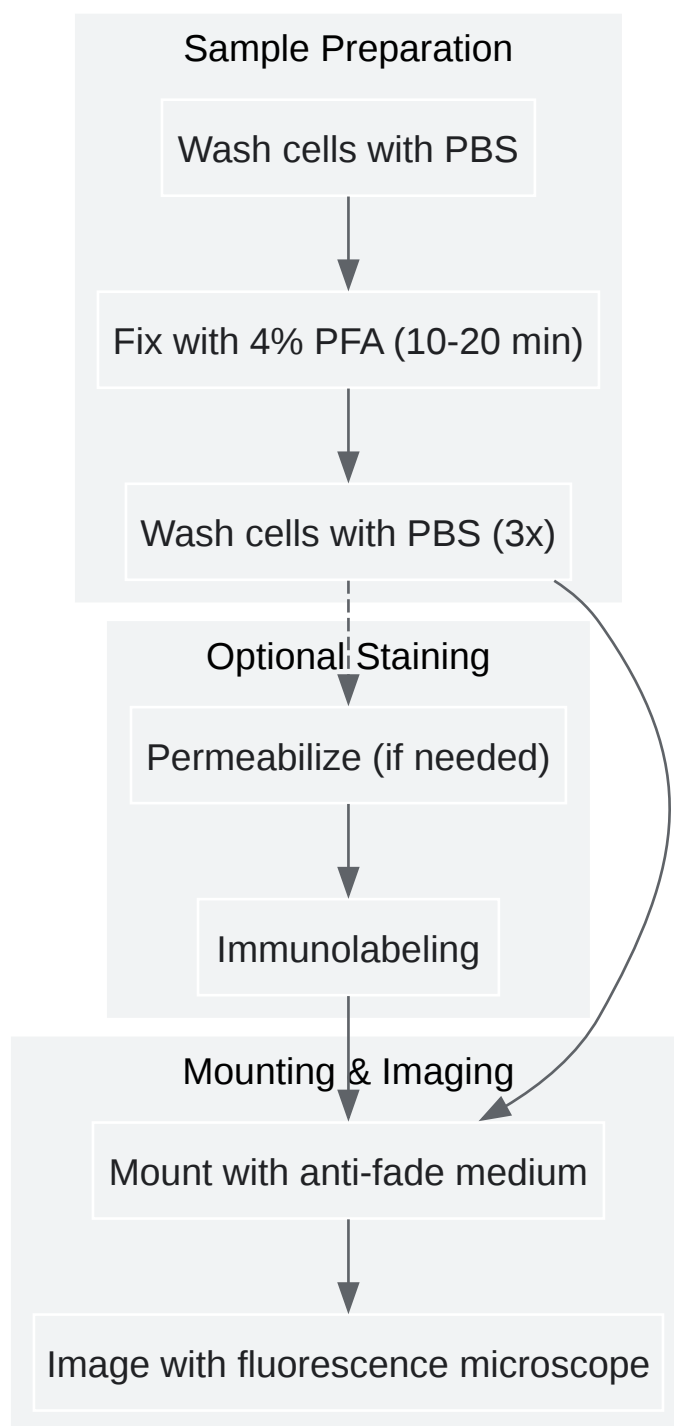 Sample Preparation
Wash cells with PBS
Fix with 4% PFA (10-20 min)
Wash cells with PBS (3x)
Optional Staining
Permeabilize (if needed)
Immunolabeling
Mounting & Imaging
Mount with anti-fade medium
Image with fluorescence microscope